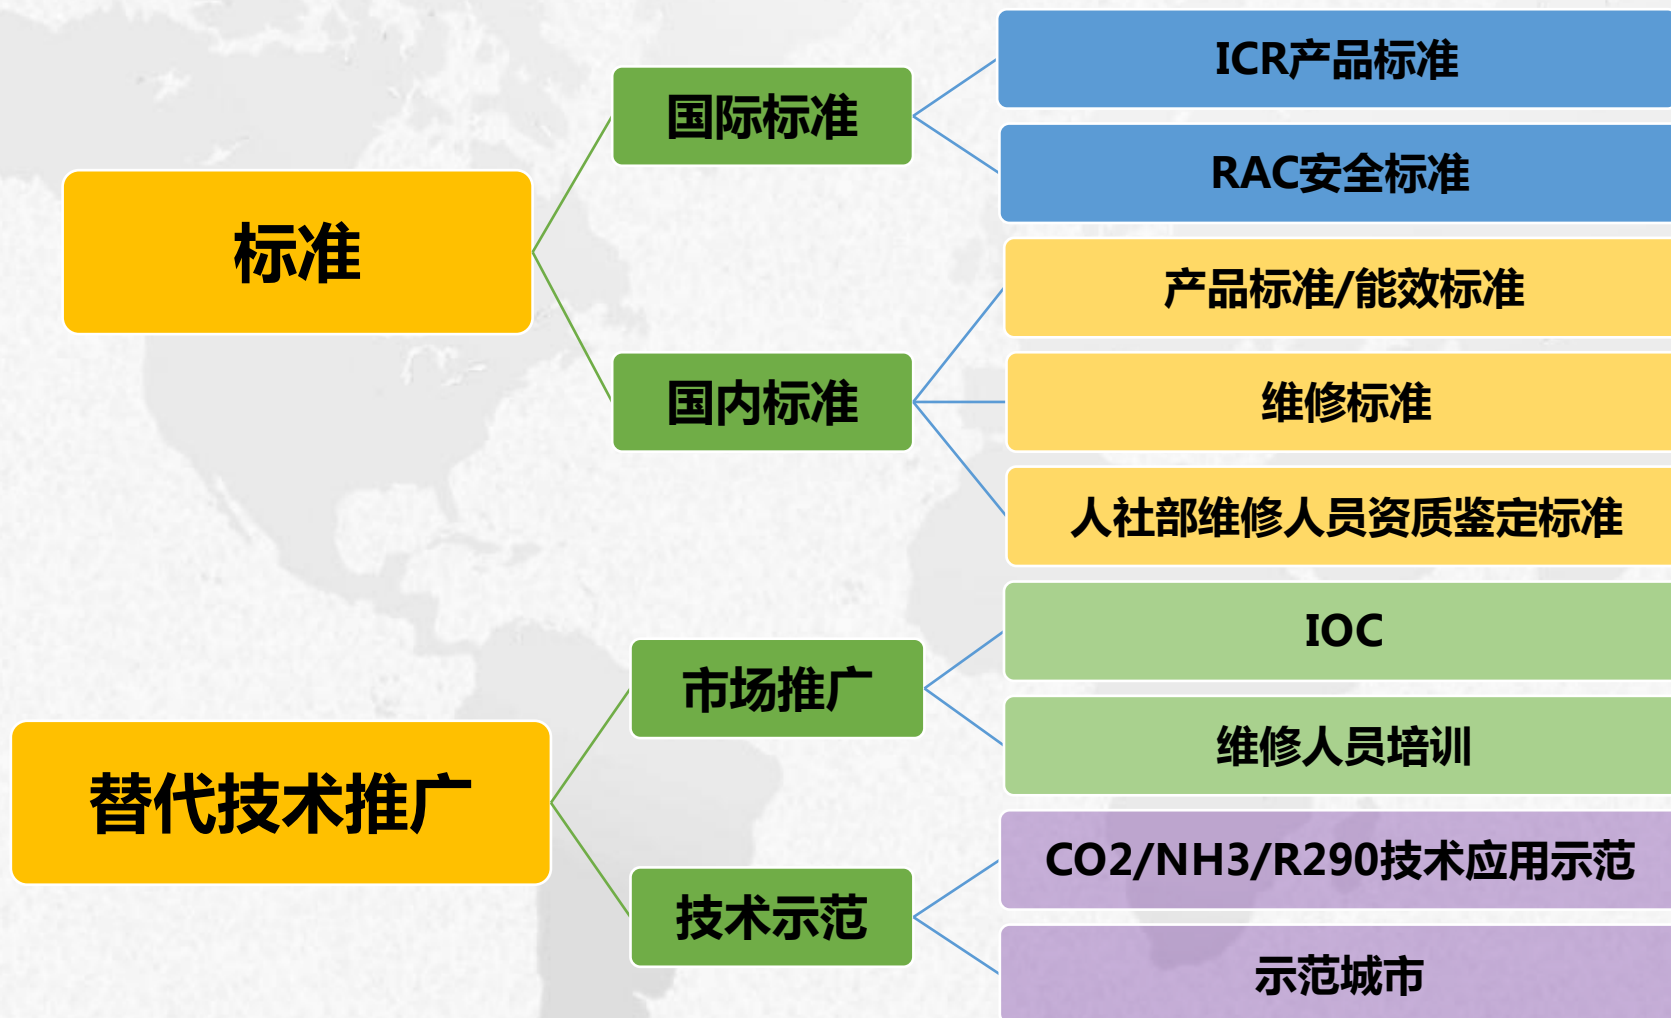 标准
国际标准
ICR产品标准
RAC安全标准
国内标准
产品标准/能效标准
维修标准
人社部维修人员资质鉴定标准
替代技术推广
市场推广
IOC
维修人员培训
技术示范
CO2/NH3/R290技术应用示范
示范城市